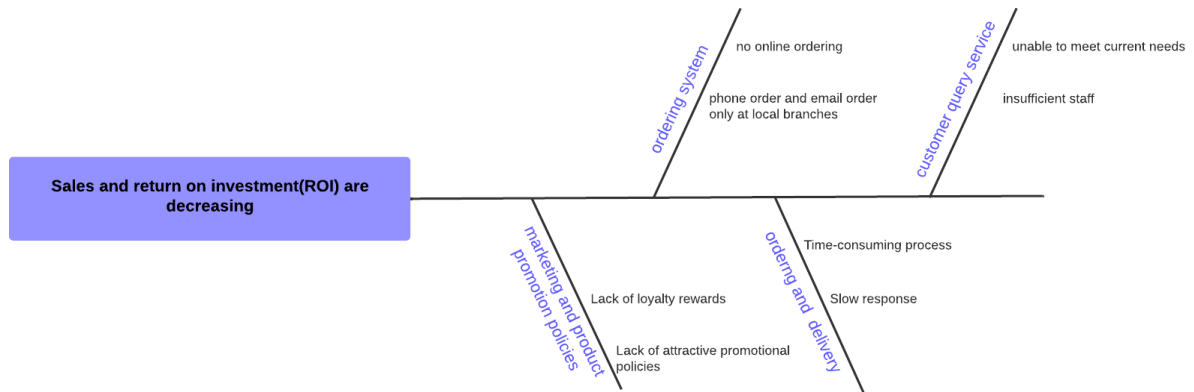 Sales and return on investment(ROI) are
decreasing
ordering system
no online ordering
phone order and email order
only at local branches
customer query service
unable to meet current needs
insufficient staff
marketing and product
promotion policies
Lack of loyalty rewards
Lack of attractive promotional
policies
orderng and delivery
Time-consuming process
Slow response